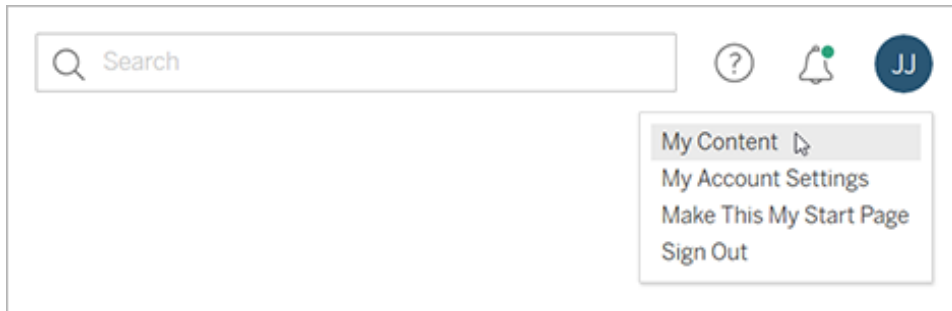 Search
?
JJ
My Content
My Account Settings
Make This My Start Page
Sign Out